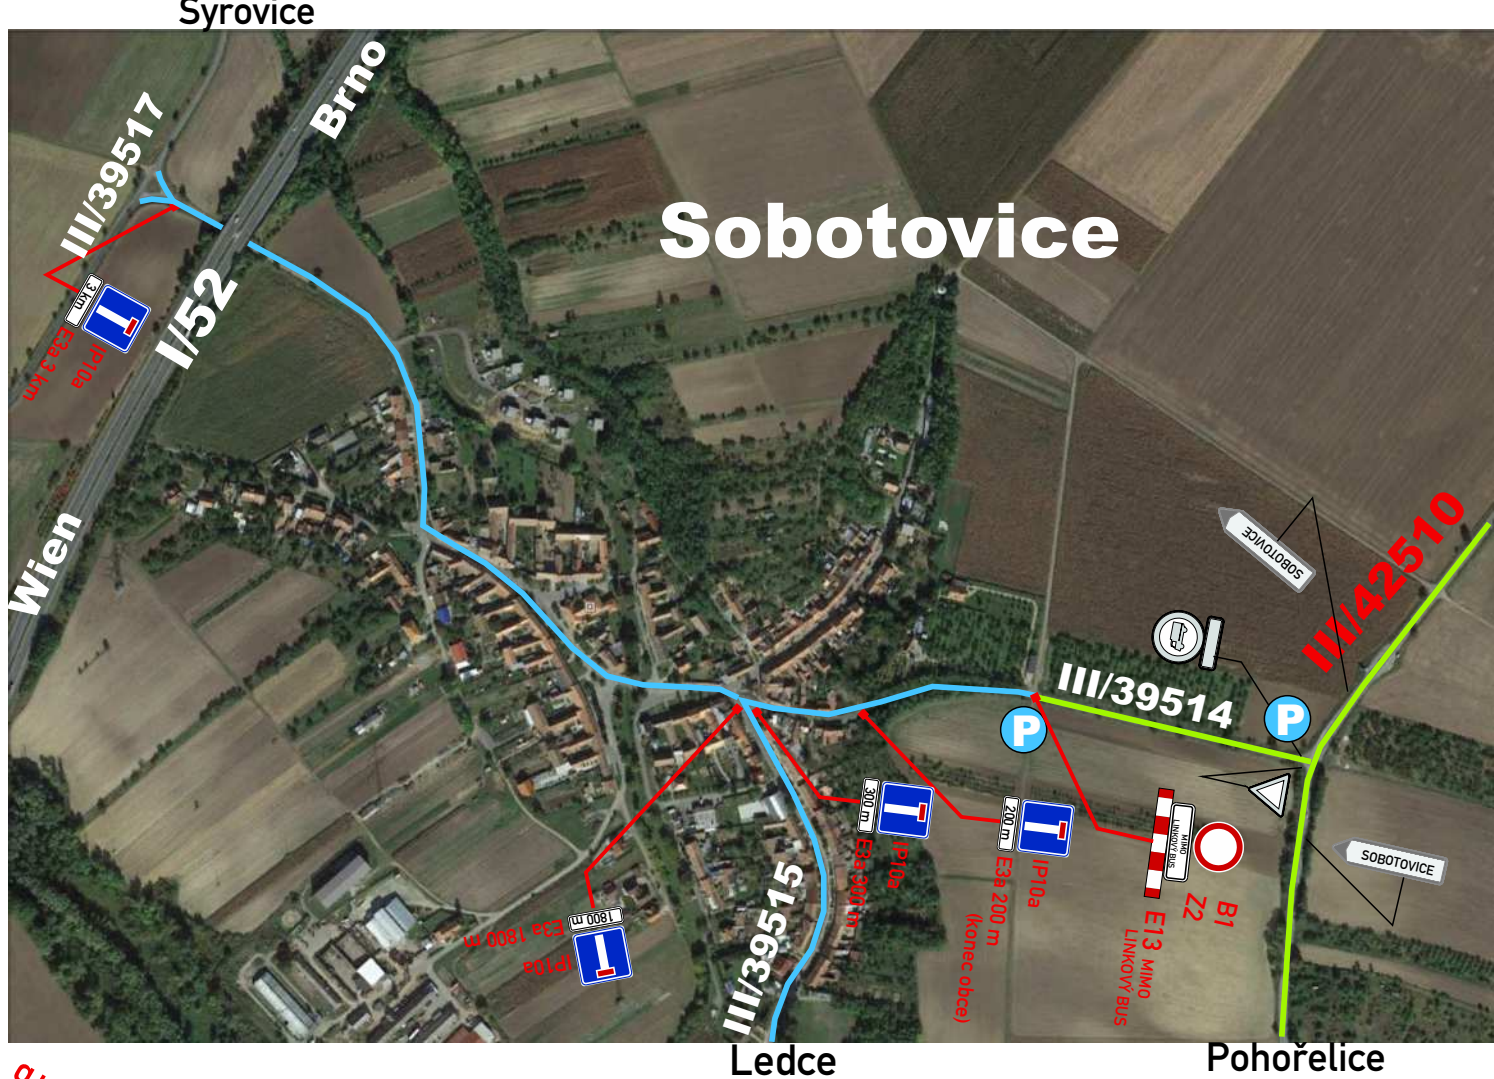 Syrovice
Brno
III/39517
Sobotovice
I/52
3 km
E3a 3 km
IP10a
Wien
III/42510
SOBOTOVICE
III/39514
P
P
300 m
E3a 300 m
IP10a
200 m
E3a 200 m
(konec obce)
IP10a
MIMO
LINKOVÝ BUS
B1
Z2
E13 MIMO
LINKOVÝ BUS
SOBOTOVICE
1800 m
E3a 1800 m
IP10a
III/39515
Ledce
Pohořelice